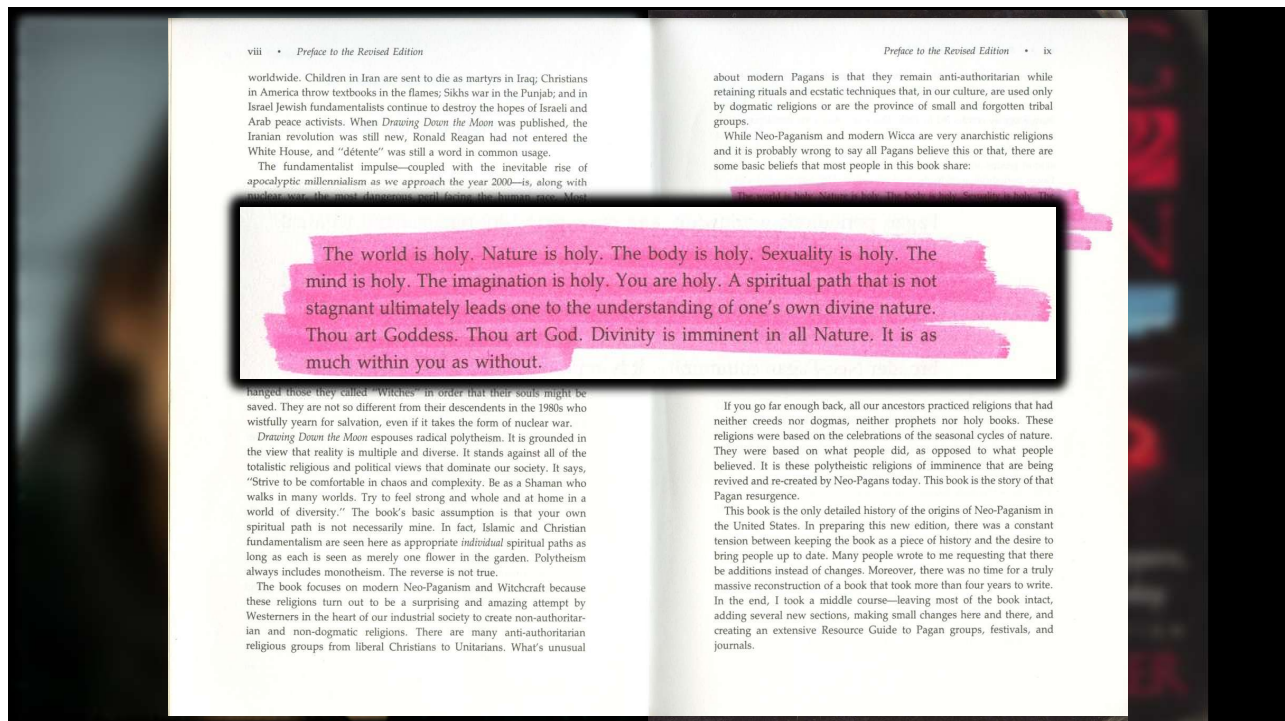 viii • Preface to the Revised Edition
worldwide. Children in Iran are sent to die as martyrs in Iraq; Christians
in America throw textbooks in the flames; Sikhs war in the Punjab; and in
Israel Jewish fundamentalists continue to destroy the hopes of Israeli and
Arab peace activists. When Drawing Down the Moon was published, the
Iranian revolution was still new, Ronald Reagan had not entered the
White House, and "détente" was still a word in common usage.
The fundamentalist impulse—coupled with the inevitable rise of
apocalyptic millennialism as we approach the year 2000—is, along with
nuclear war, the most dangerous peril facing the human race. Most
hanged those they called "Witches" in order that their souls might be
saved. They are not so different from their descendents in the 1980s who
wistfully yearn for salvation, even if it takes the form of nuclear war.
Drawing Down the Moon espouses radical polytheism. It is grounded in
the view that reality is multiple and diverse. It stands against all of the
totalistic religious and political views that dominate our society. It says,
"Strive to be comfortable in chaos and complexity. Be as a Shaman who
walks in many worlds. Try to feel strong and whole and at home in a
world of diversity." The book's basic assumption is that your own
spiritual path is not necessarily mine. In fact, Islamic and Christian
fundamentalism are seen here as appropriate individual spiritual paths as
long as each is seen as merely one flower in the garden. Polytheism
always includes monotheism. The reverse is not true.
The book focuses on modern Neo-Paganism and Witchcraft because
these religions turn out to be a surprising and amazing attempt by
Westerners in the heart of our industrial society to create non-authoritar-
ian and non-dogmatic religions. There are many anti-authoritarian
religious groups from liberal Christians to Unitarians. What's unusual
Preface to the Revised Edition • ix
about modern Pagans is that they remain anti-authoritarian while
retaining rituals and ecstatic techniques that, in our culture, are used only
by dogmatic religions or are the province of small and forgotten tribal
groups.
While Neo-Paganism and modern Wicca are very anarchistic religions
and it is probably wrong to say all Pagans believe this or that, there are
some basic beliefs that most people in this book share:
The world is holy. Nature is holy. The body is holy. Sexuality is holy. The
The world is holy. Nature is holy. The body is holy. Sexuality is holy. The
mind is holy. The imagination is holy. You are holy. A spiritual path that is not
stagnant ultimately leads one to the understanding of one's own divine nature.
Thou art Goddess. Thou art God. Divinity is imminent in all Nature. It is as
much within you as without.
If you go far enough back, all our ancestors practiced religions that had
neither creeds nor dogmas, neither prophets nor holy books. These
religions were based on the celebrations of the seasonal cycles of nature.
They were based on what people did, as opposed to what people
believed. It is these polytheistic religions of imminence that are being
revived and re-created by Neo-Pagans today. This book is the story of that
Pagan resurgence.
This book is the only detailed history of the origins of Neo-Paganism in
the United States. In preparing this new edition, there was a constant
tension between keeping the book as a piece of history and the desire to
bring people up to date. Many people wrote to me requesting that there
be additions instead of changes. Moreover, there was no time for a truly
massive reconstruction of a book that took more than four years to write.
In the end, I took a middle course—leaving most of the book intact,
adding several new sections, making small changes here and there, and
creating an extensive Resource Guide to Pagan groups, festivals, and
journals.